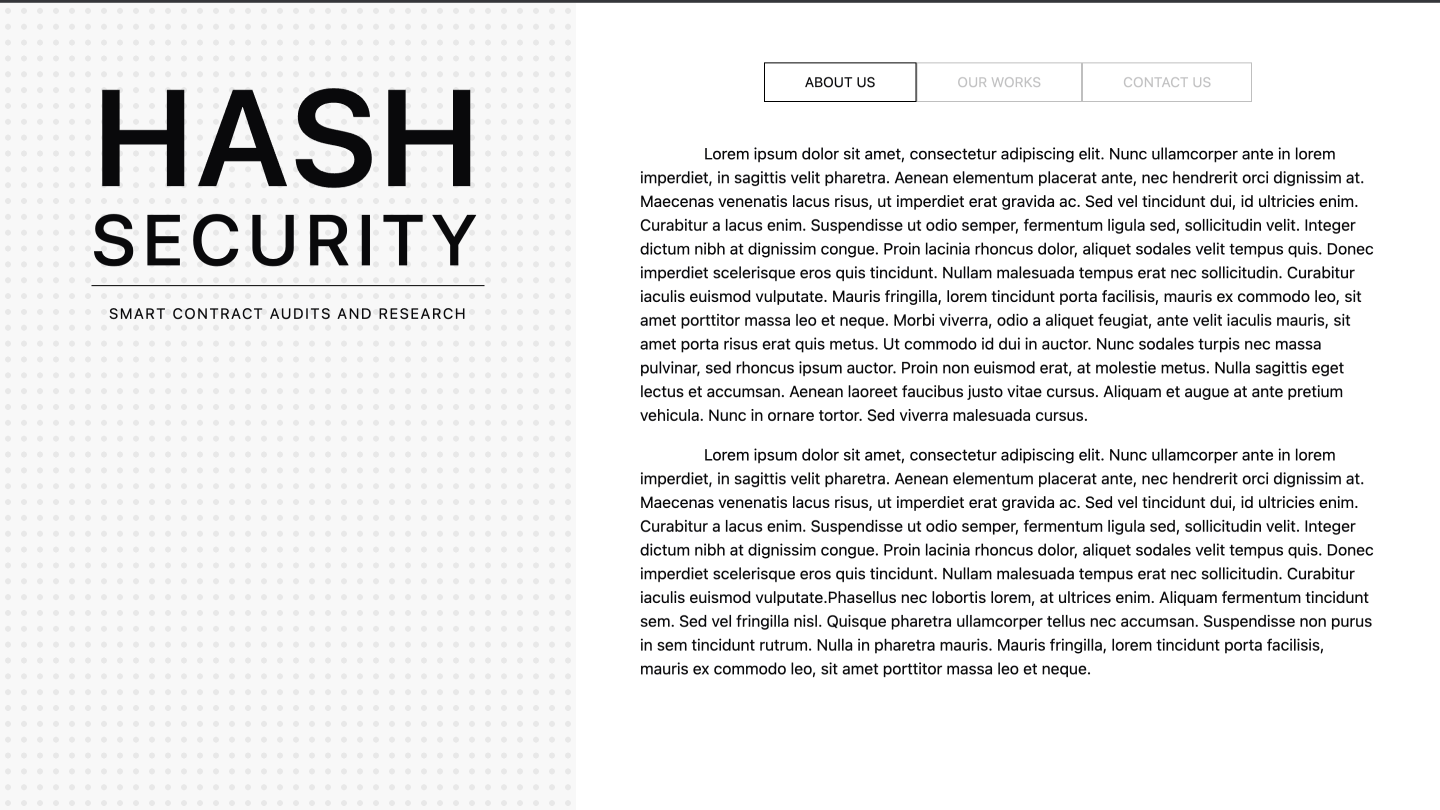 HASH
SECURITY
SMART CONTRACT AUDITS AND RESEARCH
ABOUT US
OUR WORKS
CONTACT US
Lorem ipsum dolor sit amet, consectetur adipiscing elit. Nunc ullamcorper ante in lorem
imperdiet, in sagittis velit pharetra. Aenean elementum placerat ante, nec hendrerit orci dignissim at.
Maecenas venenatis lacus risus, ut imperdiet erat gravida ac. Sed vel tincidunt dui, id ultricies enim.
Curabitur a lacus enim. Suspendisse ut odio semper, fermentum ligula sed, sollicitudin velit. Integer
dictum nibh at dignissim congue. Proin lacinia rhoncus dolor, aliquet sodales velit tempus quis. Donec
imperdiet scelerisque eros quis tincidunt. Nullam malesuada tempus erat nec sollicitudin. Curabitur
iaculis euismod vulputate. Mauris fringilla, lorem tincidunt porta facilisis, mauris ex commodo leo, sit
amet porttitor massa leo et neque. Morbi viverra, odio a aliquet feugiat, ante velit iaculis mauris, sit
amet porta risus erat quis metus. Ut commodo id dui in auctor. Nunc sodales turpis nec massa
pulvinar, sed rhoncus ipsum auctor. Proin non euismod erat, at molestie metus. Nulla sagittis eget
lectus et accumsan. Aenean laoreet faucibus justo vitae cursus. Aliquam et augue at ante pretium
vehicula. Nunc in ornare tortor. Sed viverra malesuada cursus.
Lorem ipsum dolor sit amet, consectetur adipiscing elit. Nunc ullamcorper ante in lorem
imperdiet, in sagittis velit pharetra. Aenean elementum placerat ante, nec hendrerit orci dignissim at.
Maecenas venenatis lacus risus, ut imperdiet erat gravida ac. Sed vel tincidunt dui, id ultricies enim.
Curabitur a lacus enim. Suspendisse ut odio semper, fermentum ligula sed, sollicitudin velit. Integer
dictum nibh at dignissim congue. Proin lacinia rhoncus dolor, aliquet sodales velit tempus quis. Donec
imperdiet scelerisque eros quis tincidunt. Nullam malesuada tempus erat nec sollicitudin. Curabitur
iaculis euismod vulputate.Phasellus nec lobortis lorem, at ultrices enim. Aliquam fermentum tincidunt
sem. Sed vel fringilla nisl. Quisque pharetra ullamcorper tellus nec accumsan. Suspendisse non purus
in sem tincidunt rutrum. Nulla in pharetra mauris. Mauris fringilla, lorem tincidunt porta facilisis,
mauris ex commodo leo, sit amet porttitor massa leo et neque.